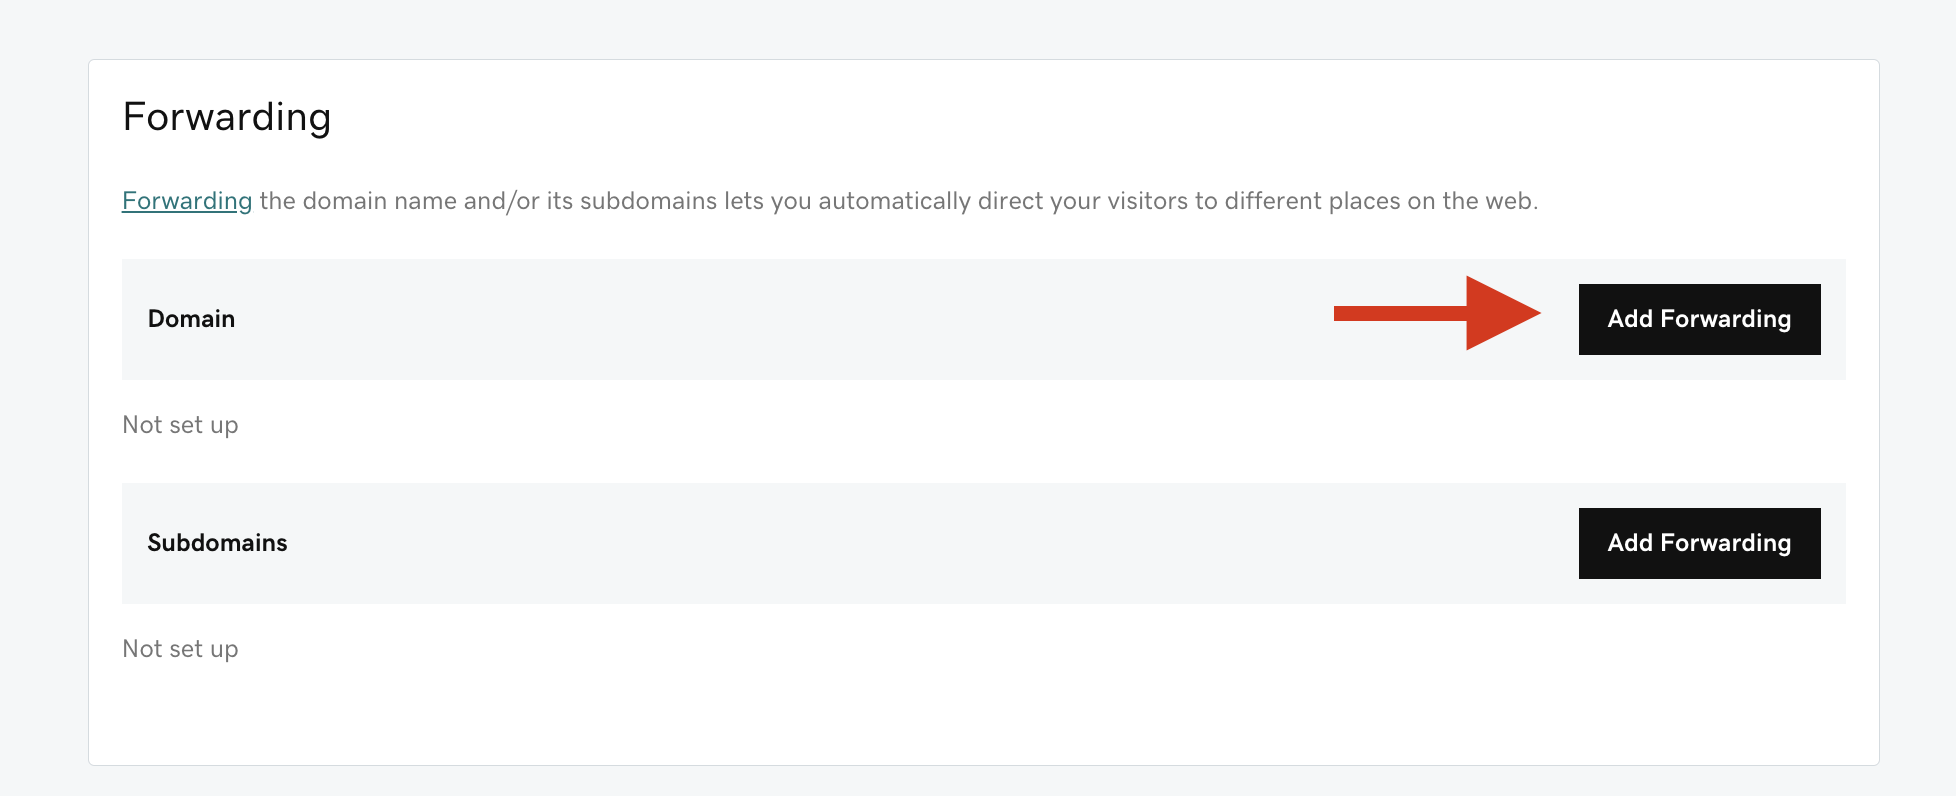 Forwarding
Forwarding the domain name and/or its subdomains lets you automatically direct your visitors to different places on the web.
Domain
Add Forwarding
Not set up
Subdomains
Add Forwarding
Not set up